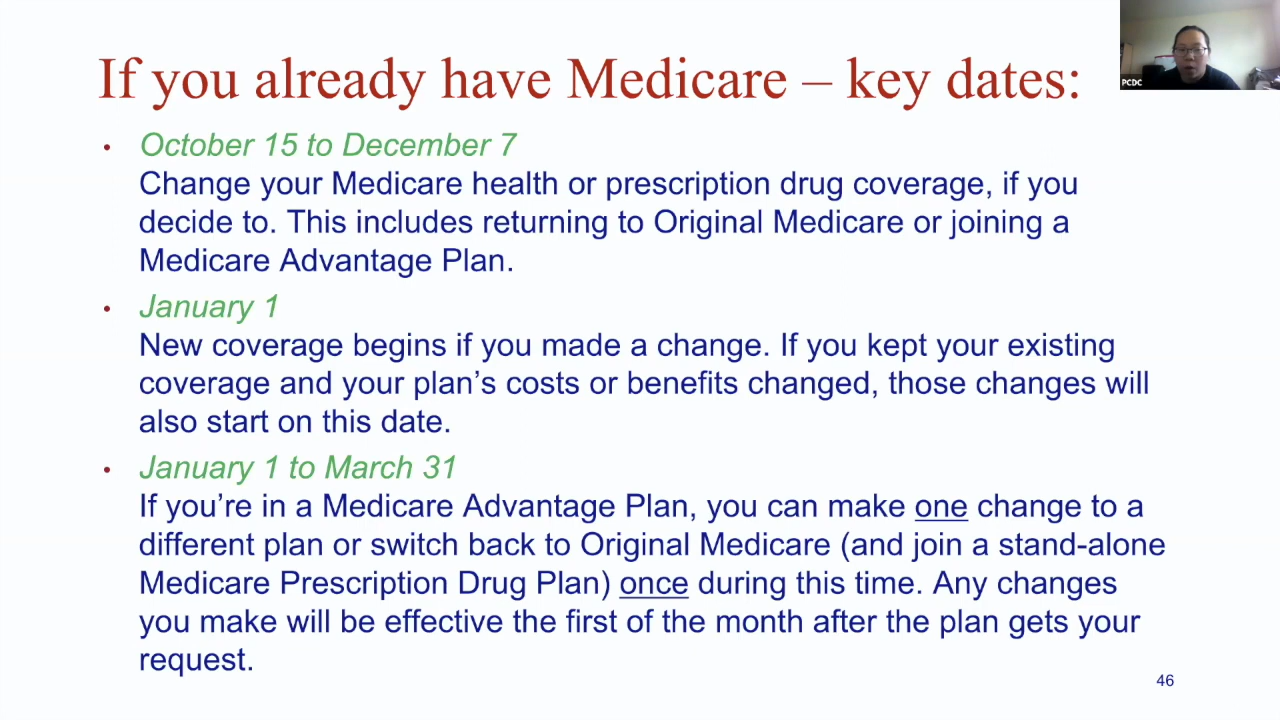 If you already have Medicare – key dates:
PCDC
• October 15 to December 7
Change your Medicare health or prescription drug coverage, if you
decide to. This includes returning to Original Medicare or joining a
Medicare Advantage Plan.
• January 1
New coverage begins if you made a change. If you kept your existing
coverage and your plan’s costs or benefits changed, those changes will
also start on this date.
• January 1 to March 31
If you’re in a Medicare Advantage Plan, you can make one change to a
different plan or switch back to Original Medicare (and join a stand-alone
Medicare Prescription Drug Plan) once during this time. Any changes
you make will be effective the first of the month after the plan gets your
request.
46